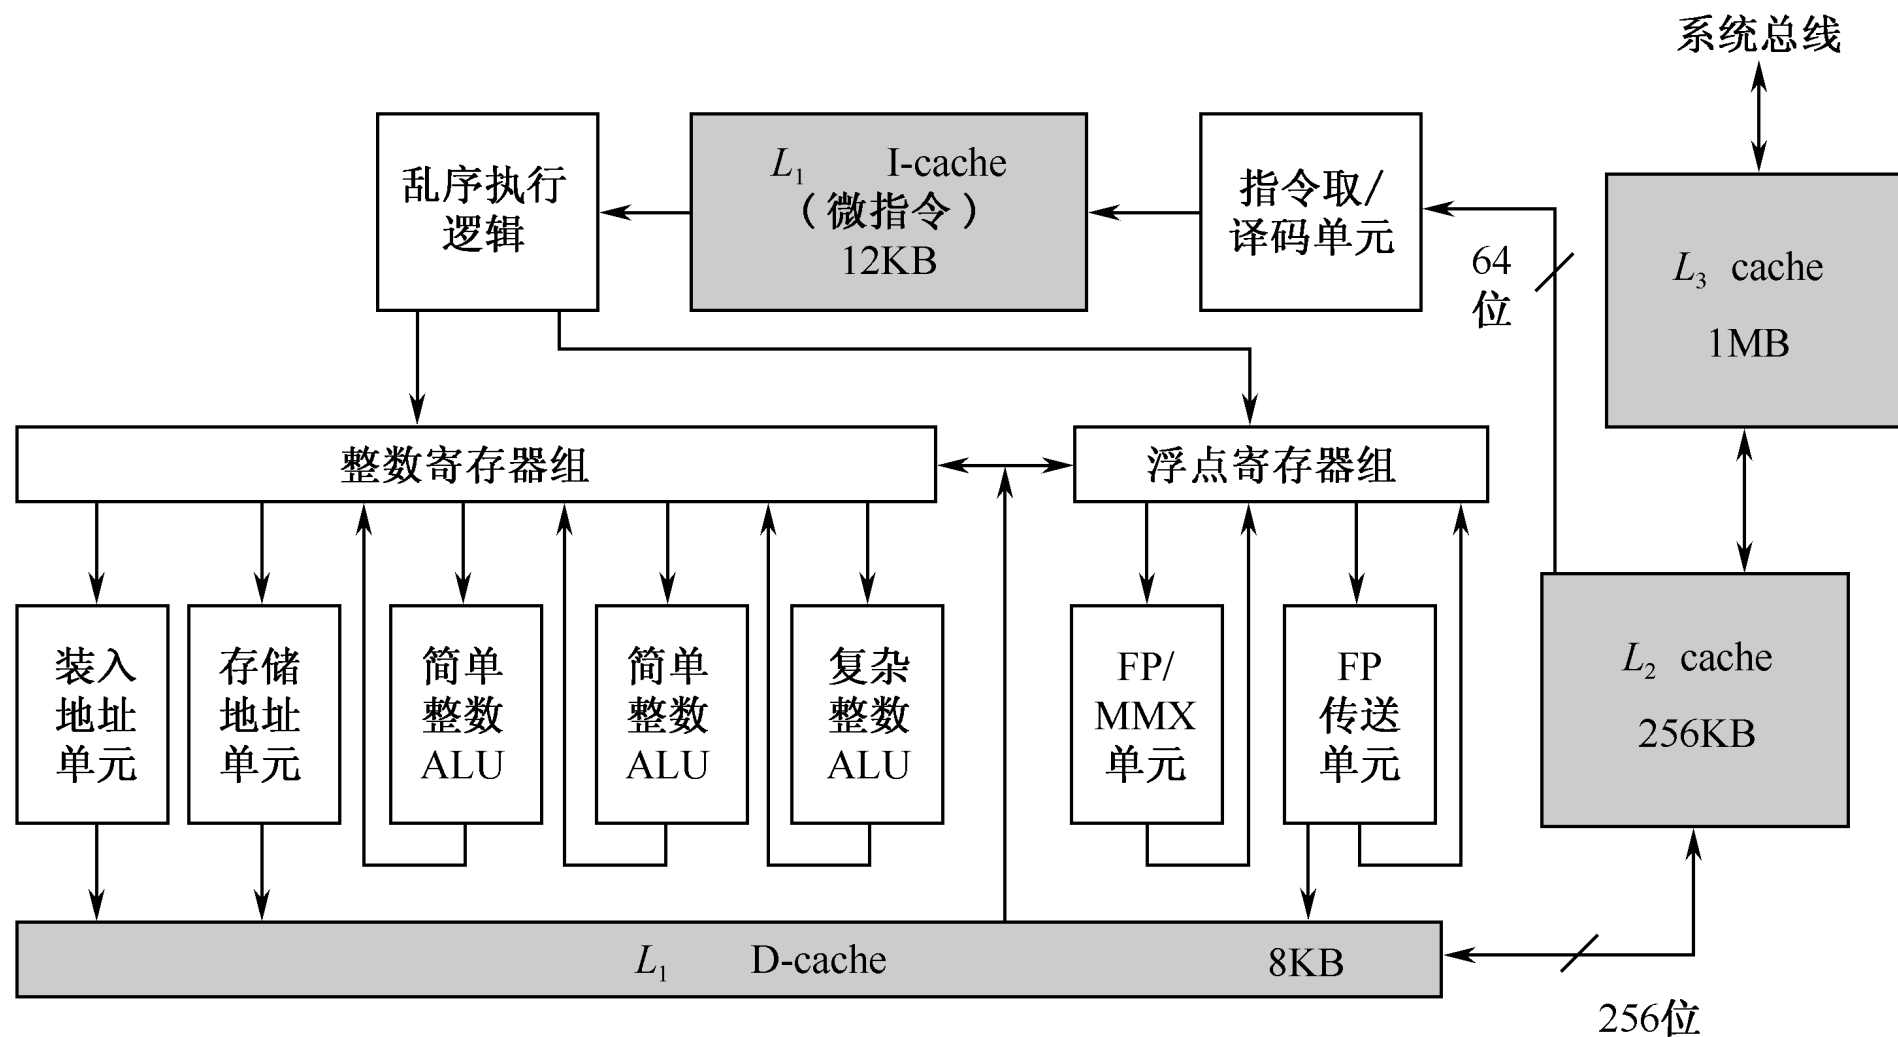 系统总线
乱序执行
逻辑
L₁ I-cache
（微指令）
12KB
指令取/
译码单元
64
位
L₃ cache
1MB
整数寄存器组
浮点寄存器组
装入
地址
单元
存储
地址
单元
简单
整数
ALU
简单
整数
ALU
复杂
整数
ALU
FP/
MMX
单元
FP
传送
单元
L₂ cache
256KB
L₁ D-cache 8KB
256位